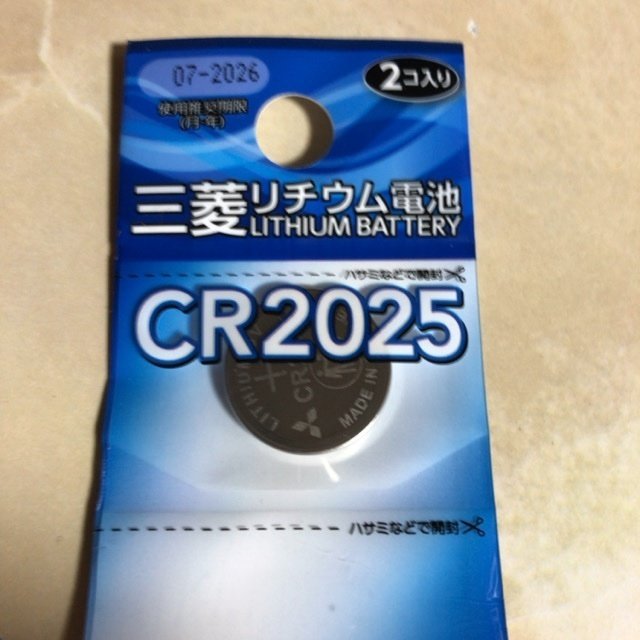 07-2026
2コ入り
使用推奨期限
(月-年)
三菱リチウム電池
LITHIUM BATTERY
ハサミなどで開封
CR2025
LITHIUM
CR
MADE IN
ハサミなどで開封